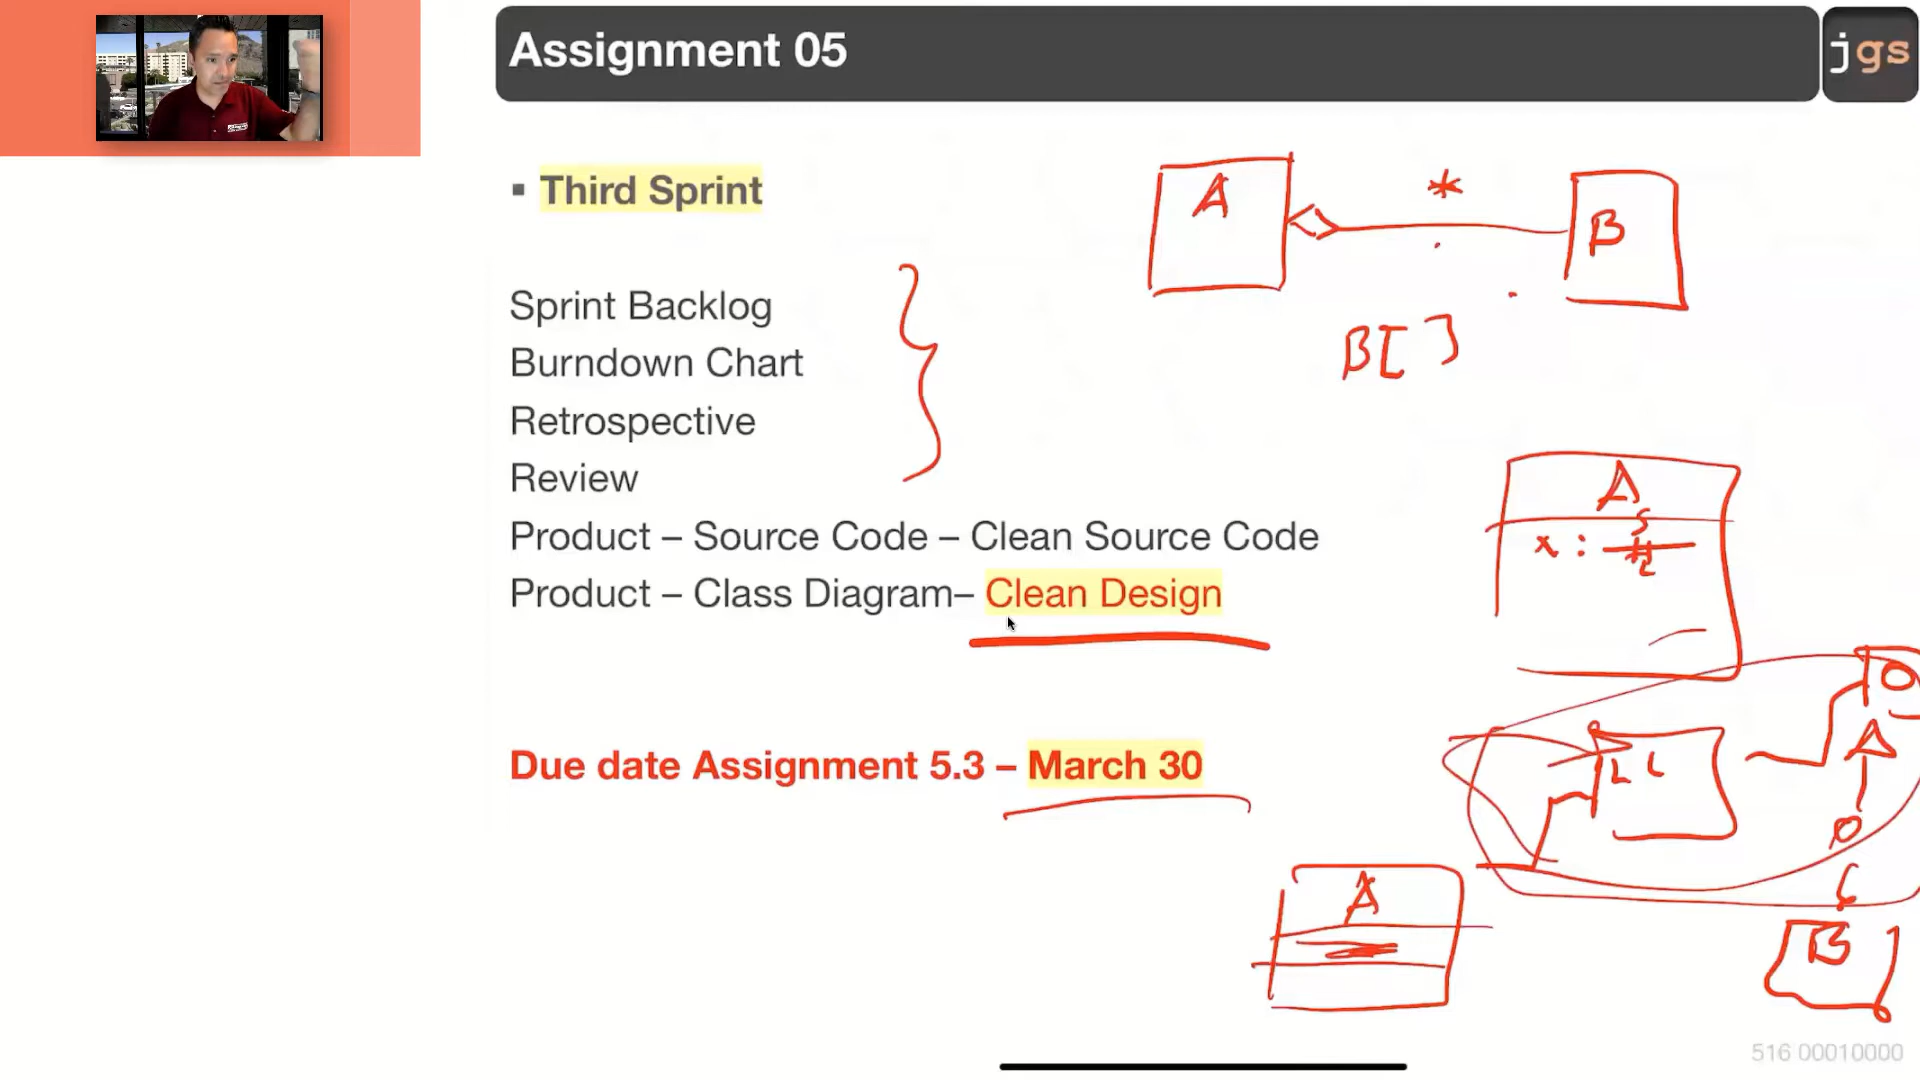 Assignment 05
jgs
▪ Third Sprint
A
*
B
B[ ]
Sprint Backlog
Burndown Chart
Retrospective
Review
Product – Source Code – Clean Source Code
Product – Class Diagram– Clean Design
A
x :
Due date Assignment 5.3 – March 30
A
A
B
516 00010000